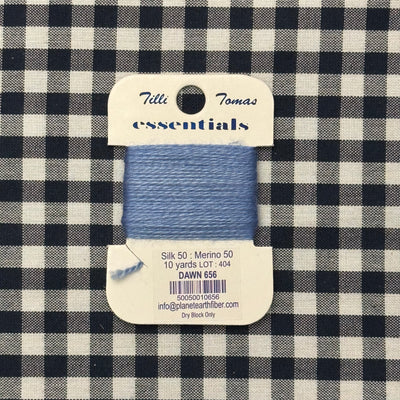 Tilli Tomas
essentials
Silk 50 : Merino 50
10 yards LOT : 404
DAWN 656
50050010656
info@planetearthfiber.com
Dry Block Only